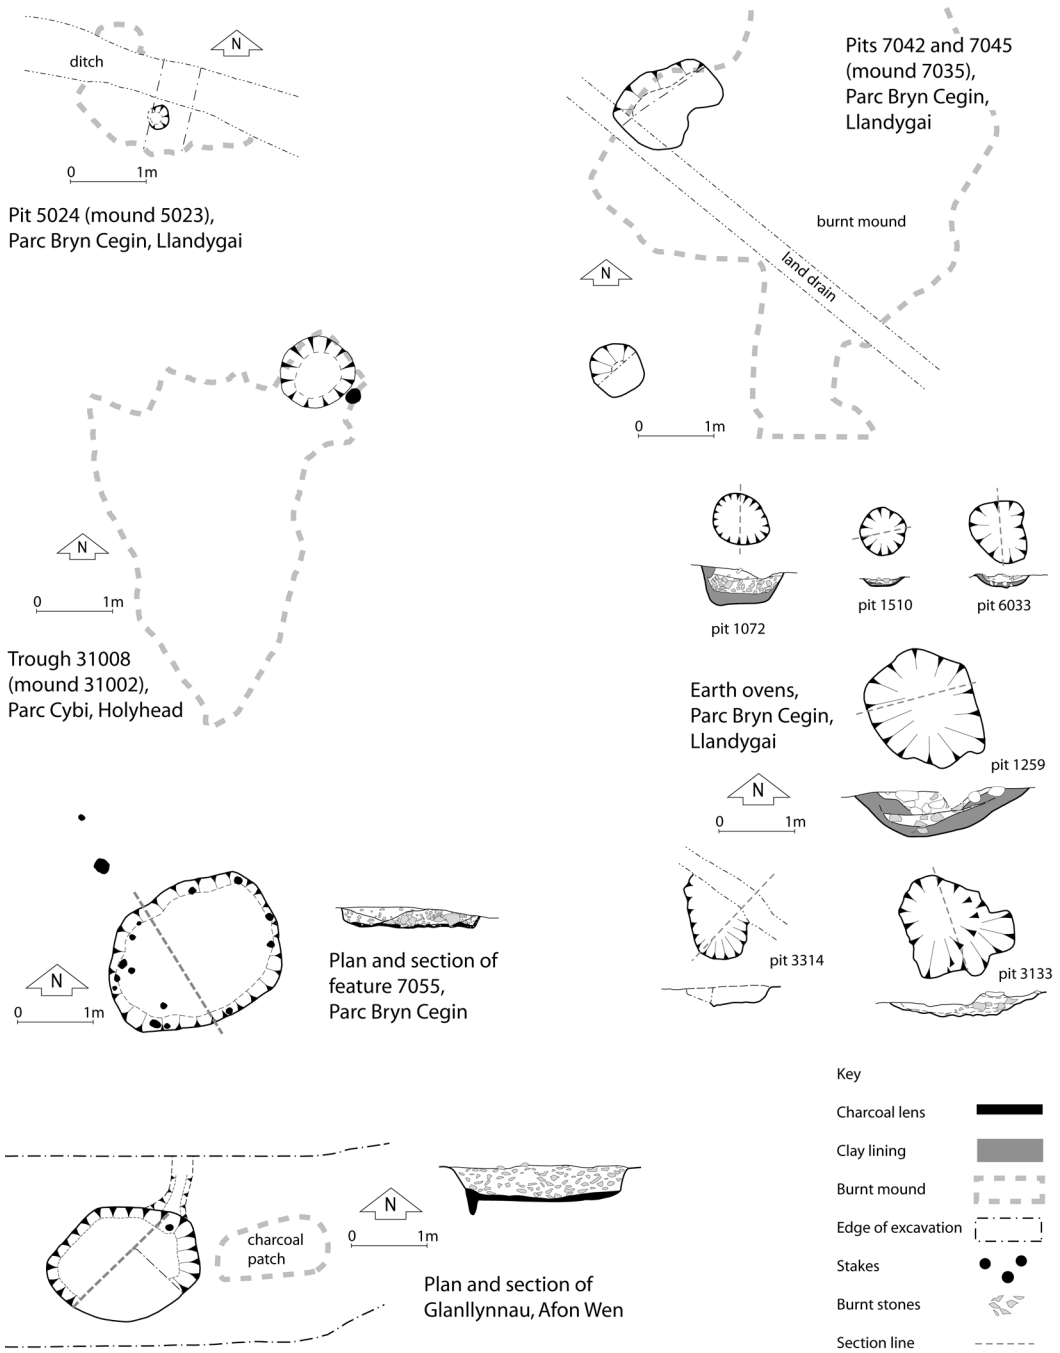 N
ditch
0 1m
Pit 5024 (mound 5023),
Parc Bryn Cegin, Llandygai
Pits 7042 and 7045
(mound 7035),
Parc Bryn Cegin,
Llandygai
burnt mound
land drain
N
0 1m
N
0 1m
Trough 31008
(mound 31002),
Parc Cybi, Holyhead
pit 1072
pit 1510
pit 6033
Earth ovens,
Parc Bryn Cegin,
Llandygai
pit 1259
N
0 1m
pit 3314
pit 3133
N
0 1m
Plan and section of
feature 7055,
Parc Bryn Cegin
charcoal
patch
N
0 1m
Plan and section of
Glanllynnau, Afon Wen
Key
Charcoal lens
Clay lining
Burnt mound
Edge of excavation
Stakes
Burnt stones
Section line